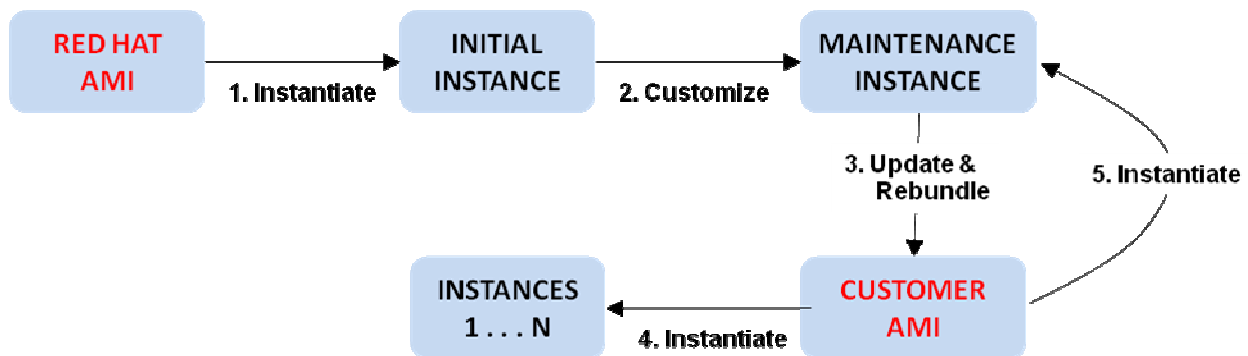 RED HAT
AMI
1. Instantiate
INITIAL
INSTANCE
2. Customize
MAINTENANCE
INSTANCE
3. Update &
Rebundle
5. Instantiate
CUSTOMER
AMI
4. Instantiate
INSTANCES
1 . . . N